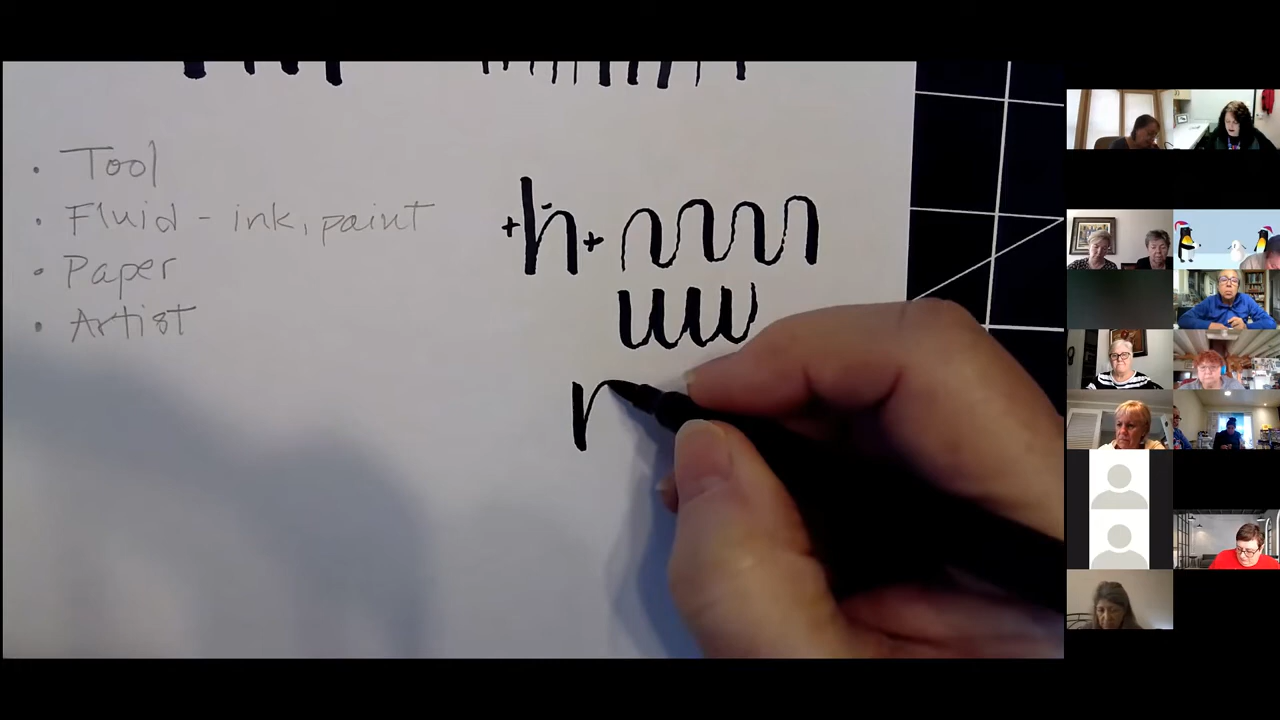 • Tool
• Fluid - ink, paint
• Paper
• Artist
+h+